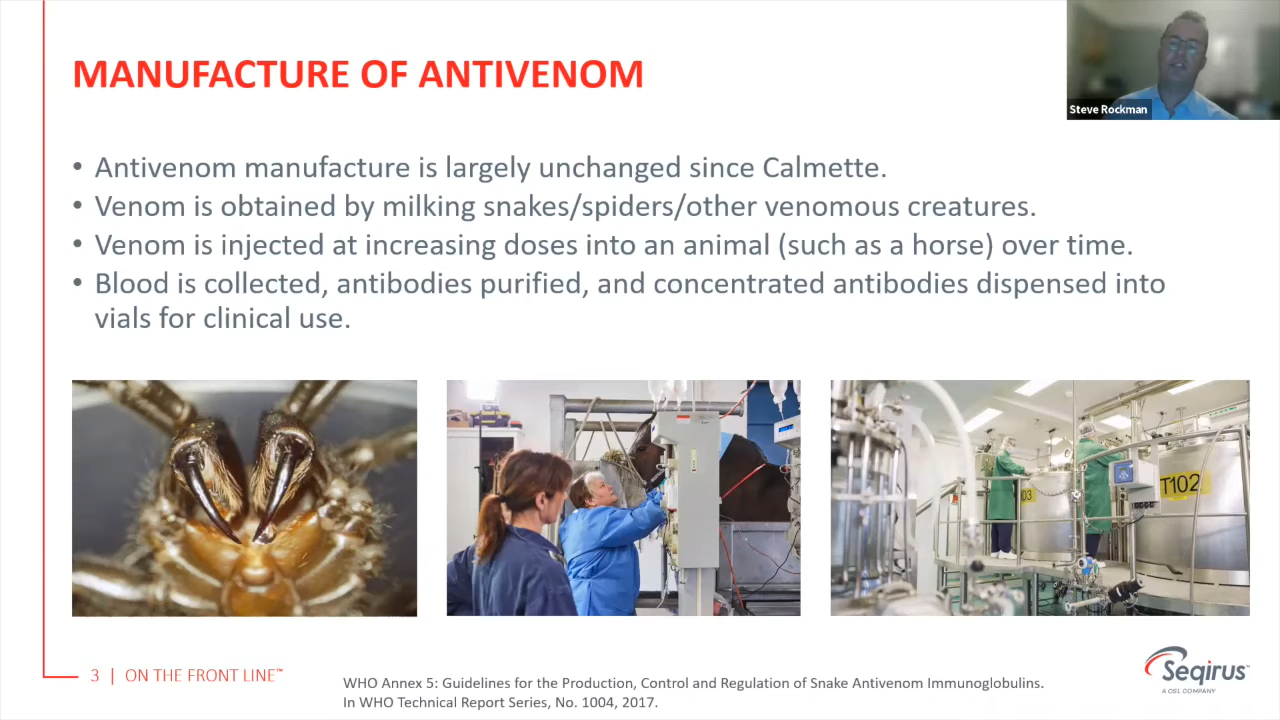 MANUFACTURE OF ANTIVENOM
Steve Rockman
• Antivenom manufacture is largely unchanged since Calmette.
• Venom is obtained by milking snakes/spiders/other venomous creatures.
• Venom is injected at increasing doses into an animal (such as a horse) over time.
• Blood is collected, antibodies purified, and concentrated antibodies dispensed into
vials for clinical use.
03
T102
3 | ON THE FRONT LINE™
WHO Annex 5: Guidelines for the Production, Control and Regulation of Snake Antivenom Immunoglobulins.
In WHO Technical Report Series, No. 1004, 2017.
Seqirus™
A CSL COMPANY